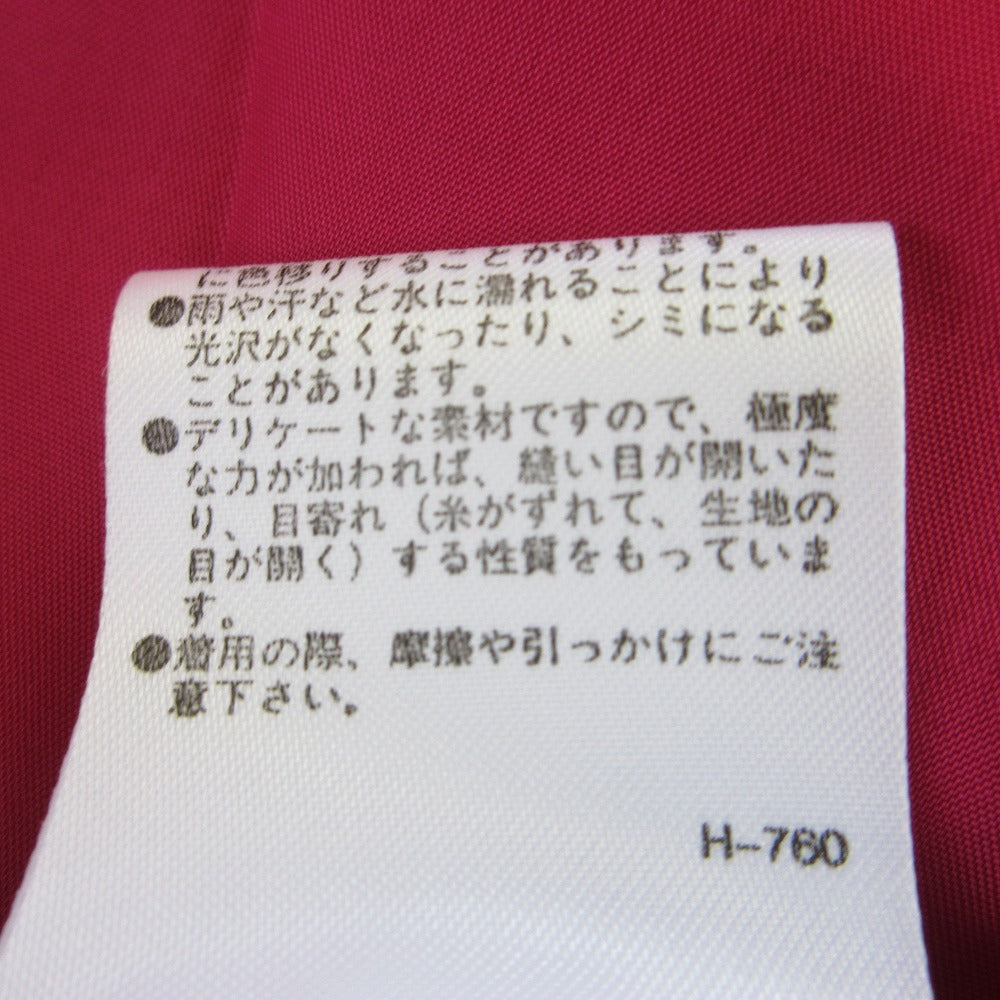 に色移りすることがあります。
●雨や汗など水に濡れることにより
光沢がなくなったり、シミになる
ことがあります。
●デリケートな素材ですので、極度
な力が加われば、縫い目が開いた
り、目寄れ(糸がずれて、生地の
目が開く)する性質をもっていま
す。
●着用の際、摩擦や引っかけにご注
意下さい。
H-760